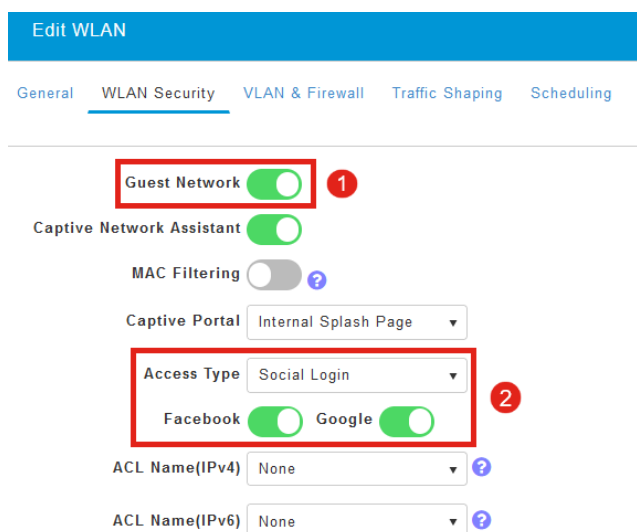 Edit WLAN
General WLAN Security VLAN & Firewall Traffic Shaping Scheduling
Guest Network 1
Captive Network Assistant
MAC Filtering ?
Captive Portal Internal Splash Page
Access Type Social Login
2
Facebook Google
ACL Name(IPv4) None ?
ACL Name(IPv6) None ?